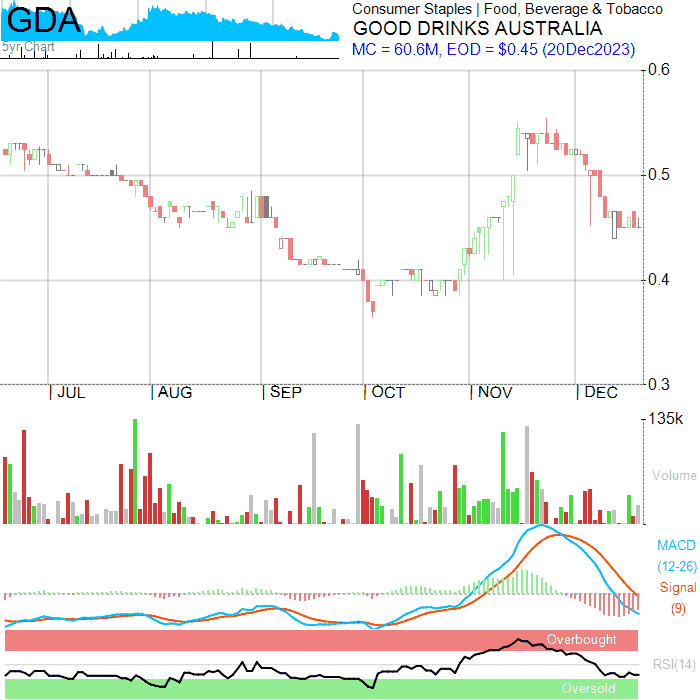 GDA
5yr Chart
Consumer Staples | Food, Beverage & Tobacco
GOOD DRINKS AUSTRALIA
MC = 60.6M, EOD = $0.45 (20Dec2023)
0.6
0.5
0.4
0.3
JUL
AUG
SEP
OCT
NOV
DEC
135k
Volume
MACD
(12-26)
Signal
(9)
Overbought
RSI(14)
Oversold